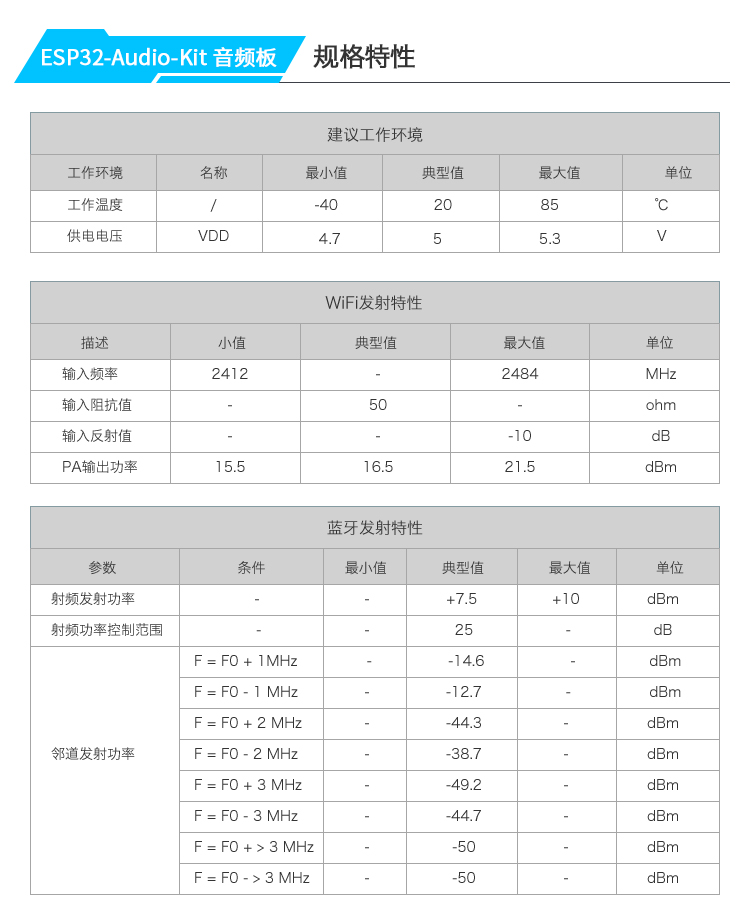 ESP32-Audio-Kit 音频板 规格特性
建议工作环境
工作环境 名称 最小值 典型值 最大值 单位
工作温度 / -40 20 85 ℃
供电电压 VDD 4.7 5 5.3 V
WiFi发射特性
描述 小值 典型值 最大值 单位
输入频率 2412 - 2484 MHz
输入阻抗值 - 50 - ohm
输入反射值 - - -10 dB
PA输出功率 15.5 16.5 21.5 dBm
蓝牙发射特性
参数 条件 最小值 典型值 最大值 单位
射频发射功率 - - +7.5 +10 dBm
射频功率控制范围 - - 25 - dB
F = F0 + 1MHz - -14.6 - dBm
F = F0 - 1 MHz - -12.7 - dBm
F = F0 + 2 MHz - -44.3 - dBm
邻道发射功率 F = F0 - 2 MHz - -38.7 - dBm
F = F0 + 3 MHz - -49.2 - dBm
F = F0 - 3 MHz - -44.7 - dBm
F = F0 + > 3 MHz - -50 - dBm
F = F0 - > 3 MHz - -50 - dBm